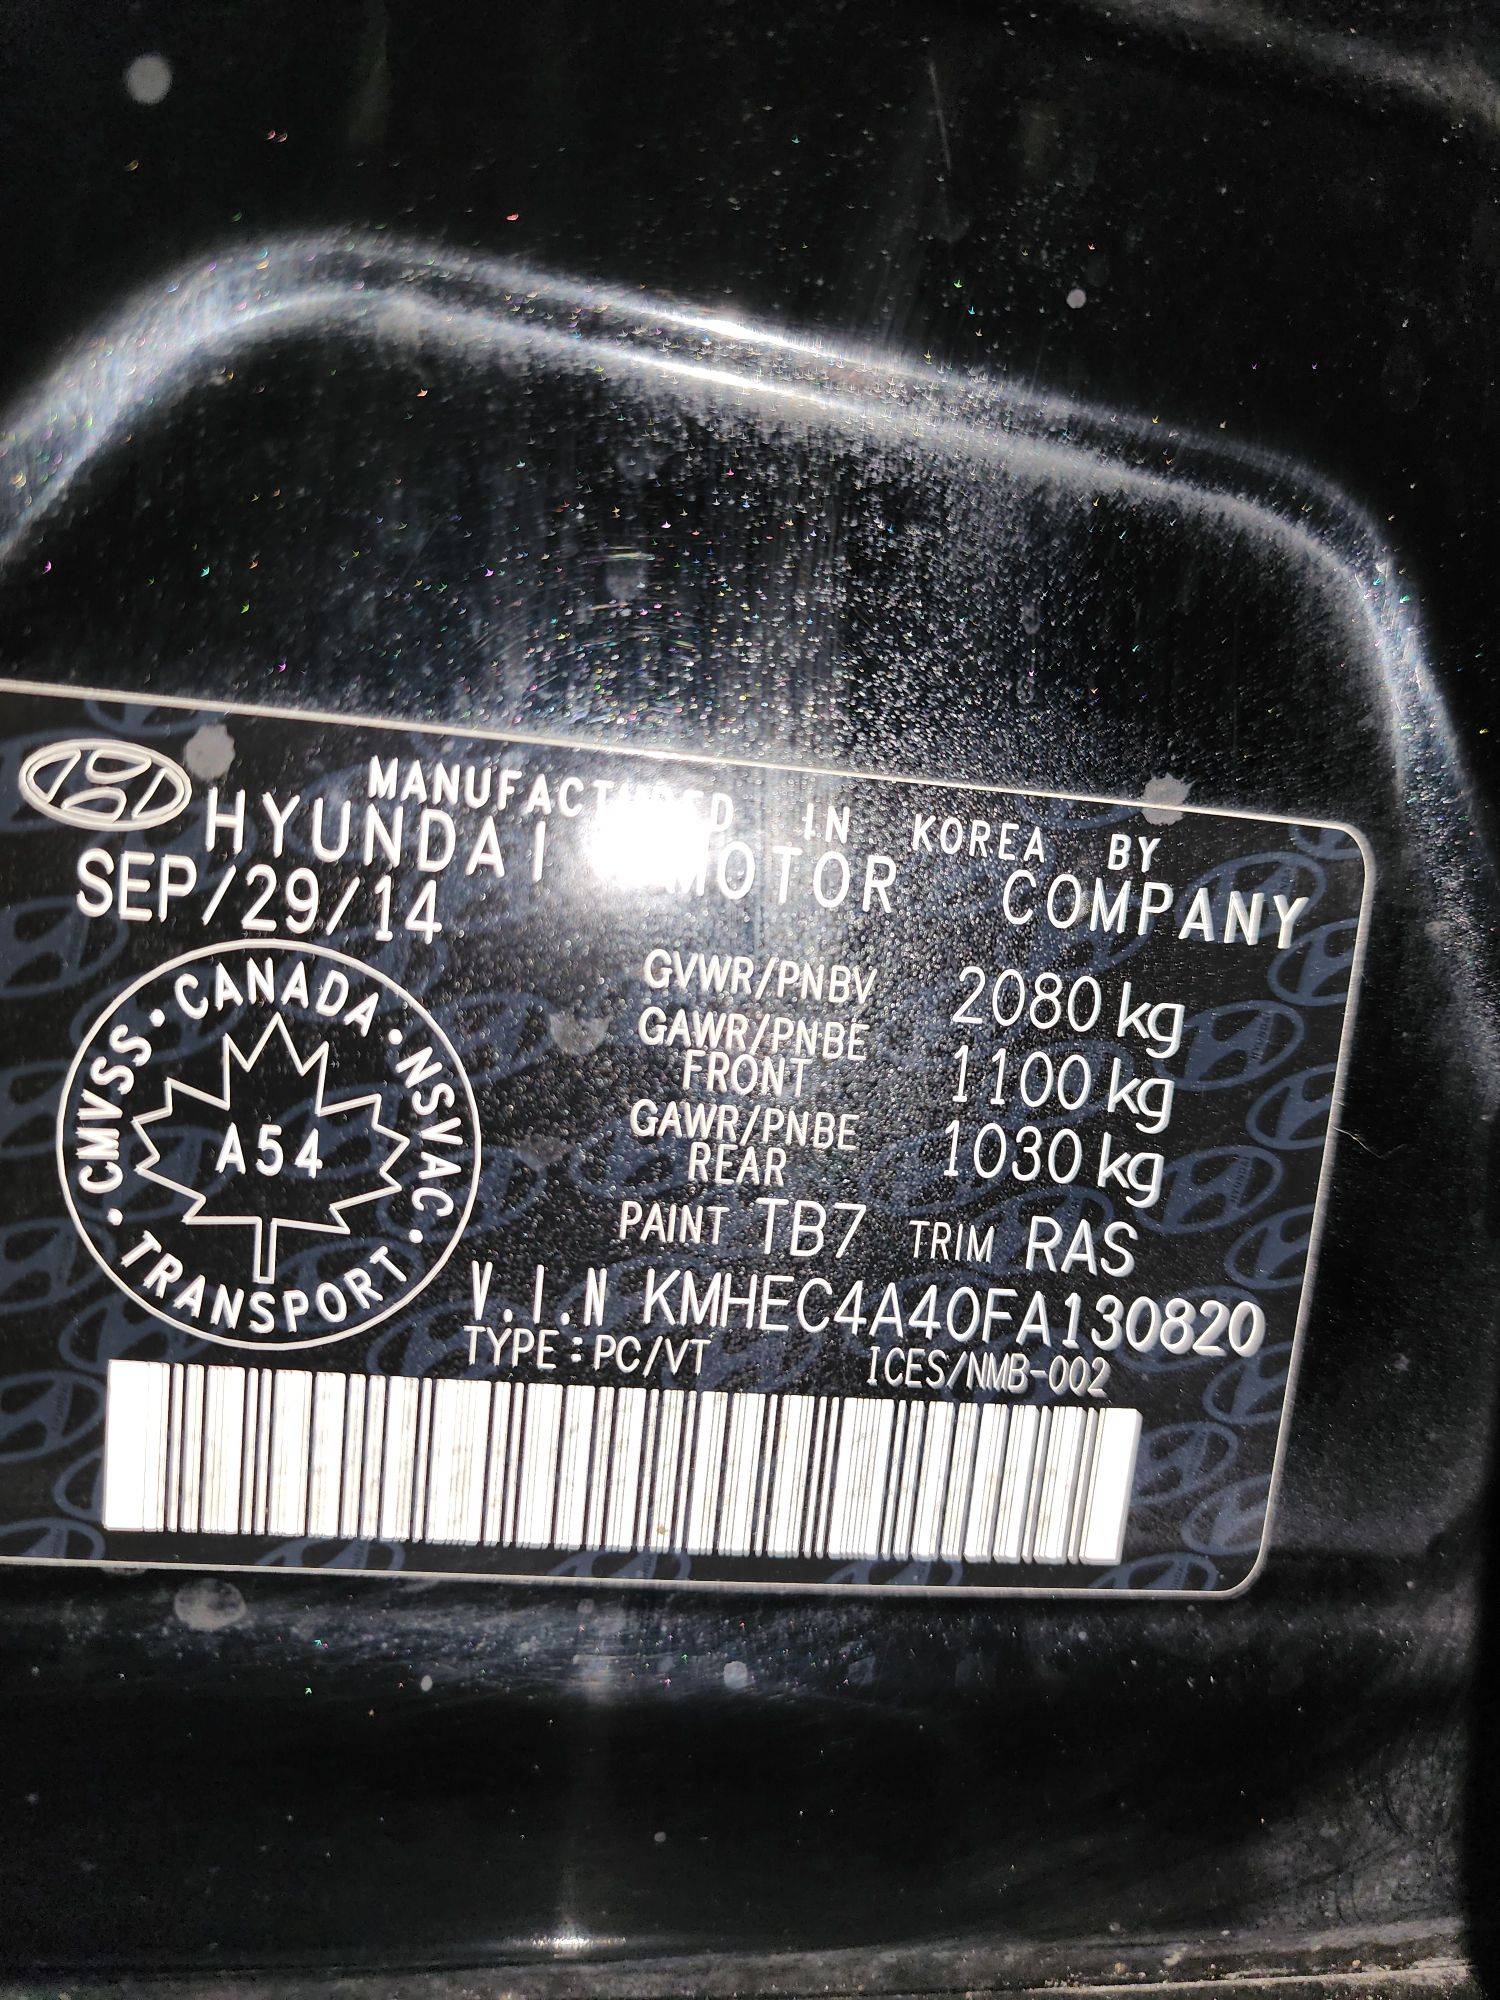 MANUFACTURED IN KOREA BY
HYUNDAI MOTOR COMPANY
SEP/29/14
CANADA · NSVAC · TRANSPORT · CMVSS ·
A54
GVWR/PNBV 2080 kg
GAWR/PNBE FRONT 1100 kg
GAWR/PNBE REAR 1030 kg
PAINT TB7 TRIM RAS
V.I.N KMHEC4A40FA130820
TYPE : PC/VT ICES/NMB-002